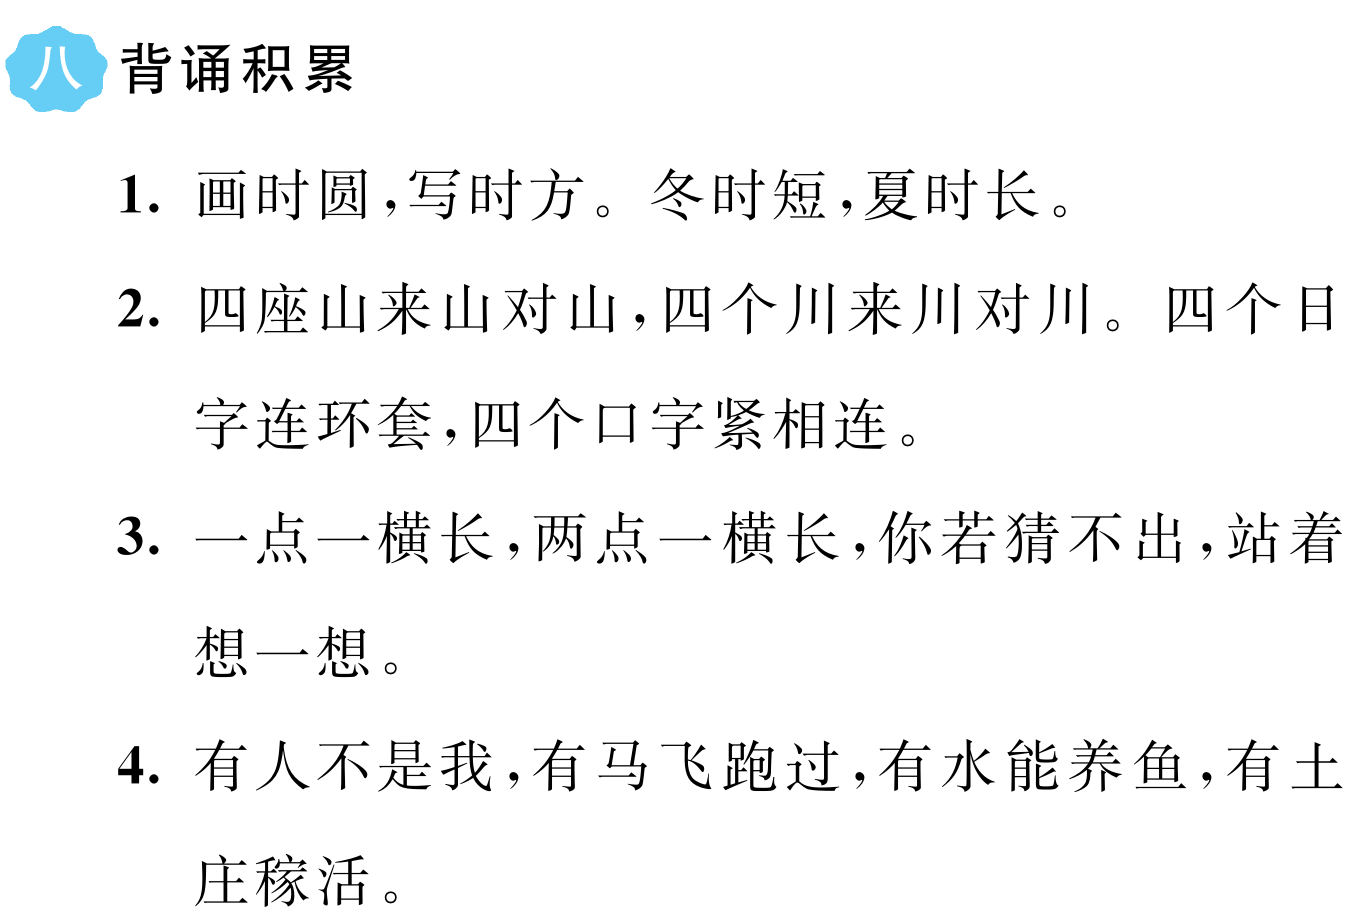 八 背诵积累
1. 画时圆,写时方。冬时短,夏时长。
2. 四座山来山对山,四个川来川对川。四个日
字连环套,四个口字紧相连。
3. 一点一横长,两点一横长,你若猜不出,站着
想一想。
4. 有人不是我,有马飞跑过,有水能养鱼,有土
庄稼活。